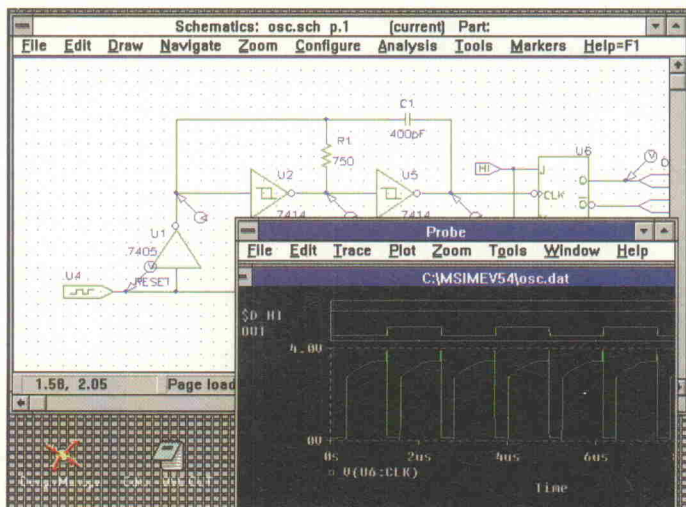 Schematics: osc.sch p.1 (current) Part:
File Edit Draw Navigate Zoom Configure Analysis Tools Markers Help=F1
C1
400pF
R1
750
U2
U5
U6
HI
J
CLK
7414
7414
U1
7405
U4
RESET
Probe
File Edit Trace Plot Zoom Tools Window Help
C:\MSIMEV54\osc.dat
$D_HI
OUT
4.0V
0V
0s 2us 4us 6us
V(U6:CLK)
Time
1.58, 2.05 Page load